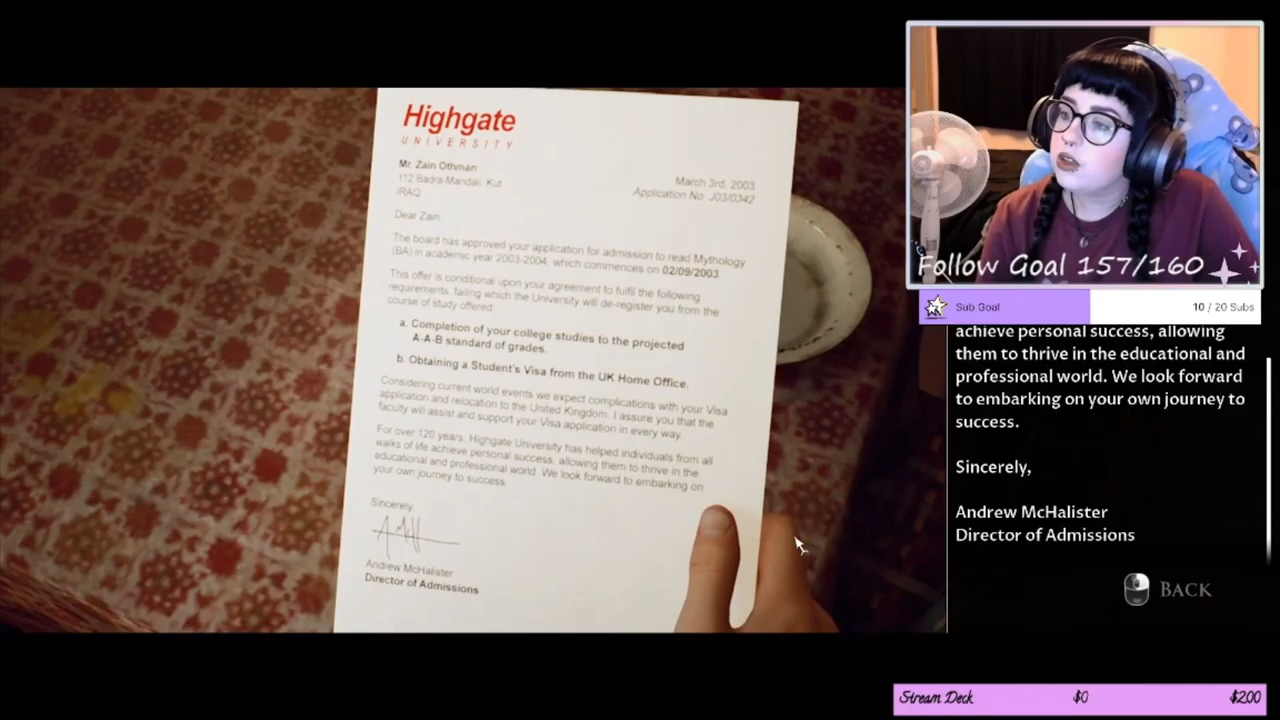 Highgate
UNIVERSITY
Mr. Zain Othman
112 Badra-Mandali, Kut
IRAQ
March 3rd, 2003
Application No. J03/0342
Dear Zain,
The board has approved your application for admission to read Mythology
(BA) in academic year 2003-2004, which commences on 02/09/2003
This offer is conditional upon your agreement to fulfil the following
requirements, failing which the University will de-register you from the
course of study offered
a. Completion of your college studies to the projected
A-A-B standard of grades.
b. Obtaining a Student's Visa from the UK Home Office.
Considering current world events we expect complications with your Visa
application and relocation to the United Kingdom. I assure you that the
faculty will assist and support your Visa application in every way.
For over 120 years, Highgate University has helped individuals from all
walks of life achieve personal success, allowing them to thrive in the
educational and professional world. We look forward to embarking on
your own journey to success.
Sincerely,
Andrew McHalister
Director of Admissions
Follow Goal 157/160
Sub Goal 10 / 20 Subs
achieve personal success, allowing
them to thrive in the educational and
professional world. We look forward
to embarking on your own journey to
success.
Sincerely,
Andrew McHalister
Director of Admissions
BACK
Stream Deck $0 $200